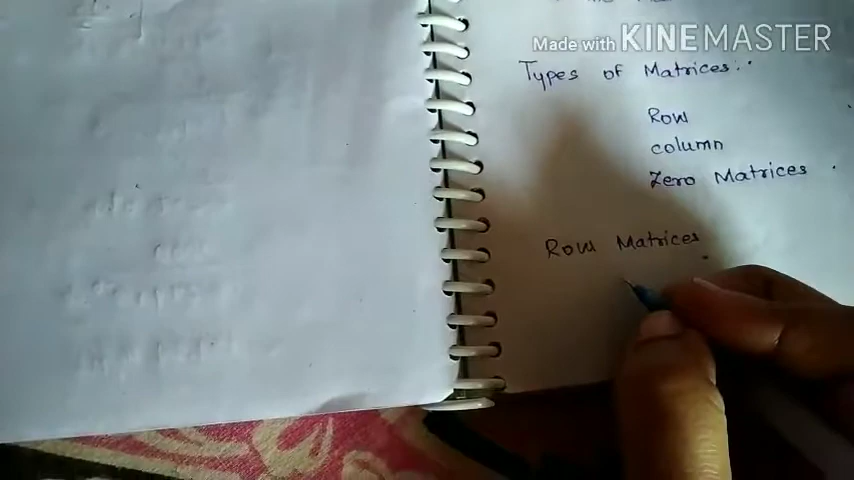 Made with KINEMASTER
Types of Matrices:.
Row
column
Zero Matrices .
Row Matrices.